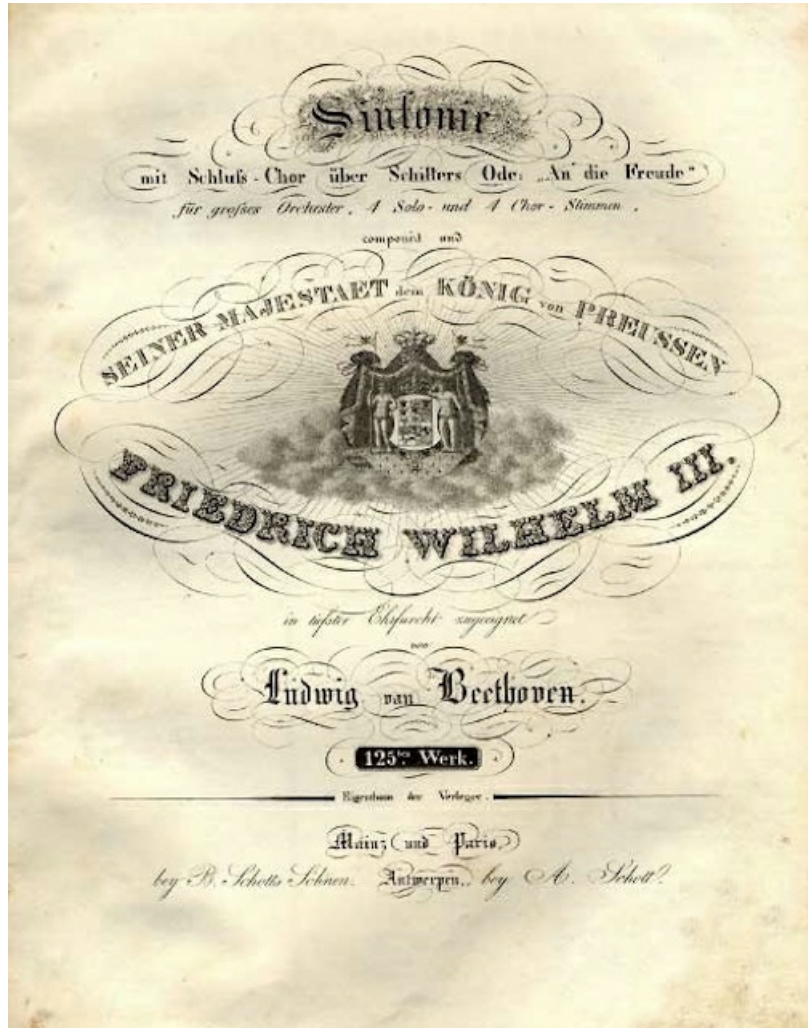 Sinfonie
mit Schluſs-Chor über Schillers Ode: „An die Freude"
für groſses Orchester, 4 Solo- und 4 Chor-Stimmen,
componirt und
SEINER MAJESTAET dem KÖNIG von PREUSSEN
FRIEDRICH WILHELM III.
in tiefster Ehrfurcht zugeeignet
von
Ludwig van Beethoven.
125tes Werk.
Eigenthum der Verleger.
Mainz und Paris,
bey B. Schotts Söhnen. Antwerpen, bey A. Schott.